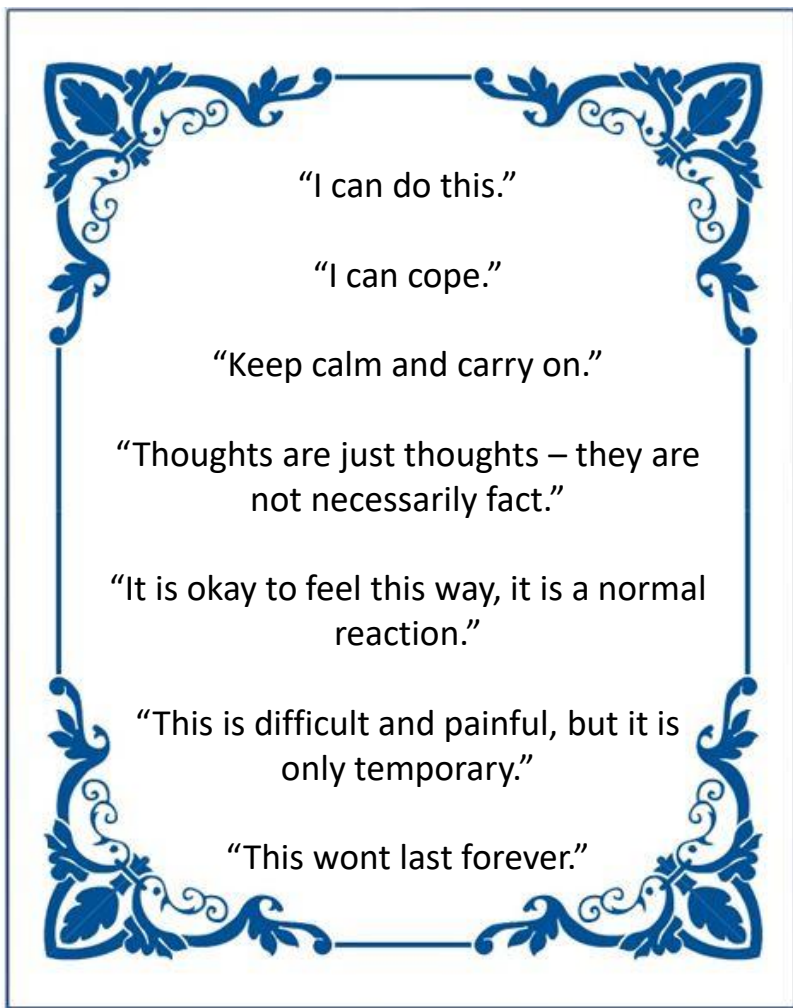 “I can do this.”
“I can cope.”
“Keep calm and carry on.”
“Thoughts are just thoughts – they are
not necessarily fact.”
“It is okay to feel this way, it is a normal
reaction.”
“This is difficult and painful, but it is
only temporary.”
“This wont last forever.”